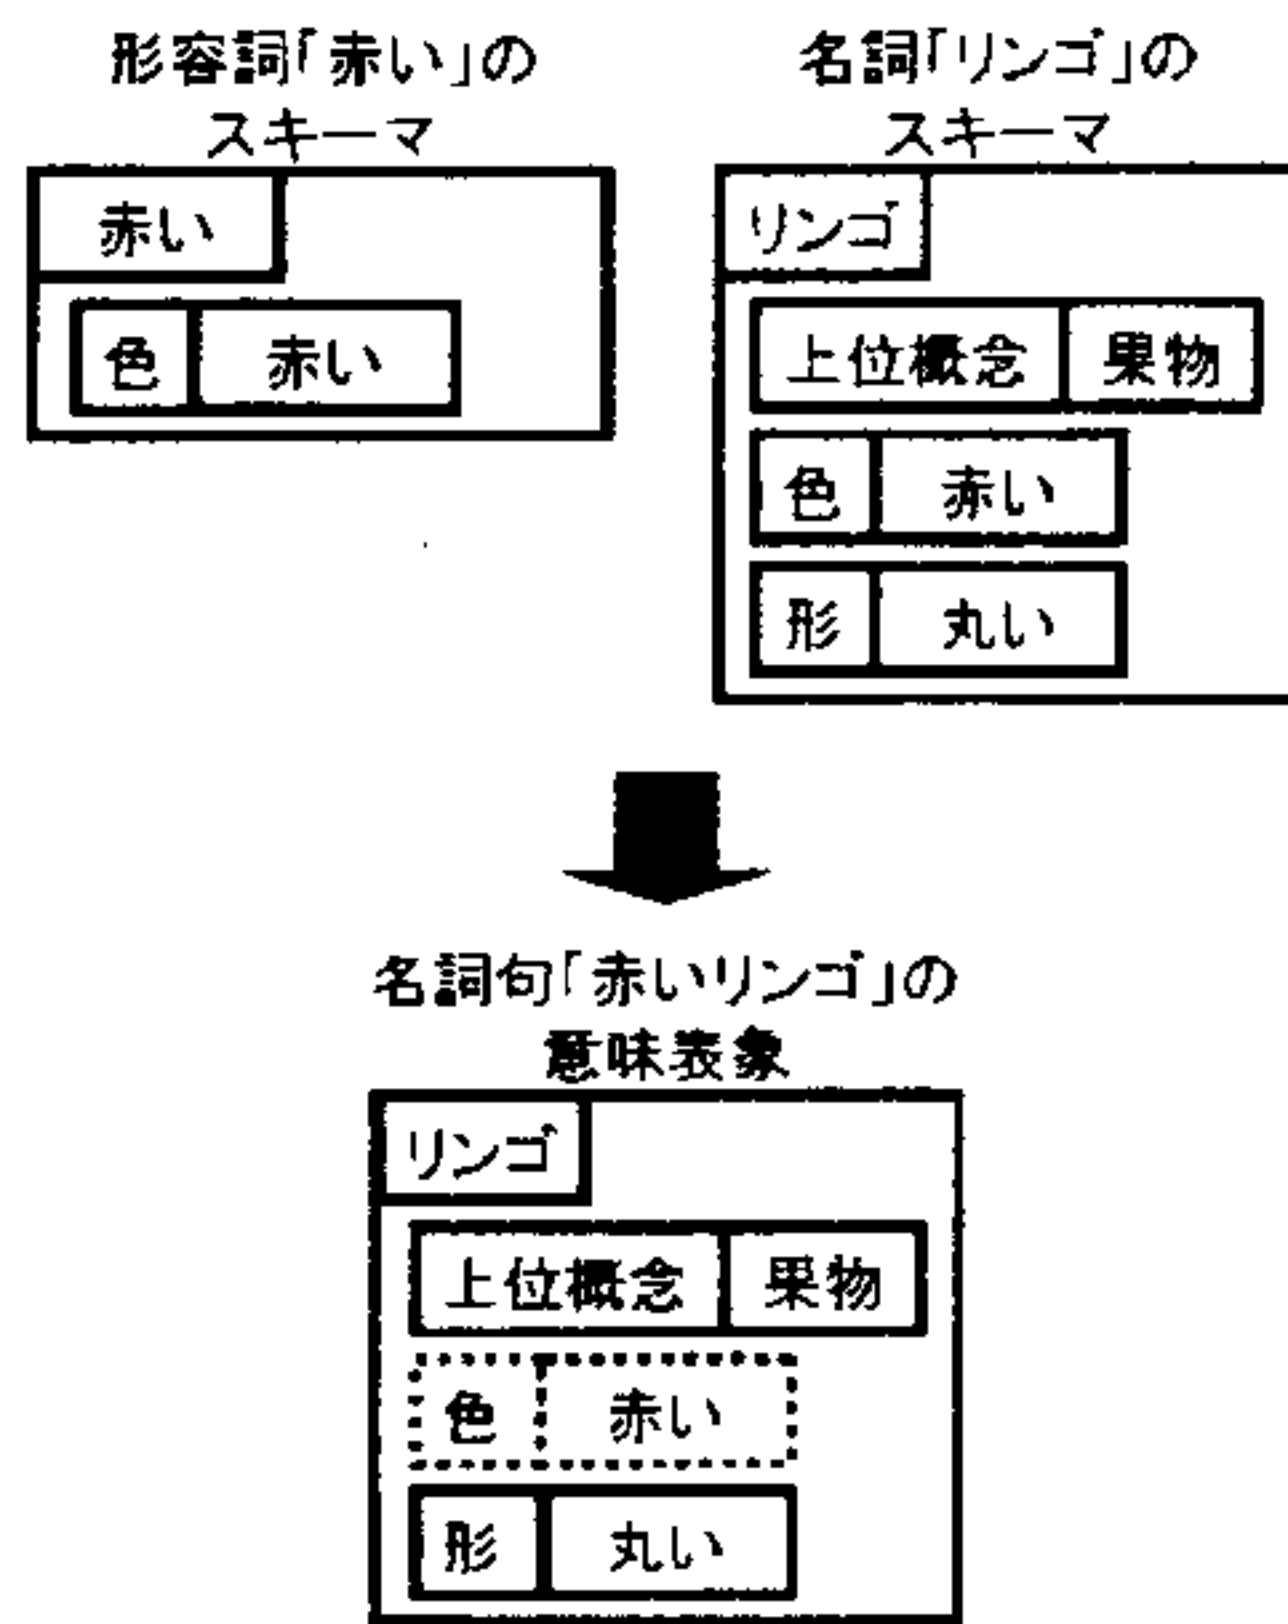 形容詞「赤い」の
スキーマ
赤い
色 赤い
名詞「リンゴ」の
スキーマ
リンゴ
上位概念 果物
色 赤い
形 丸い
名詞句「赤いリンゴ」の
意味表象
リンゴ
上位概念 果物
色 赤い
形 丸い